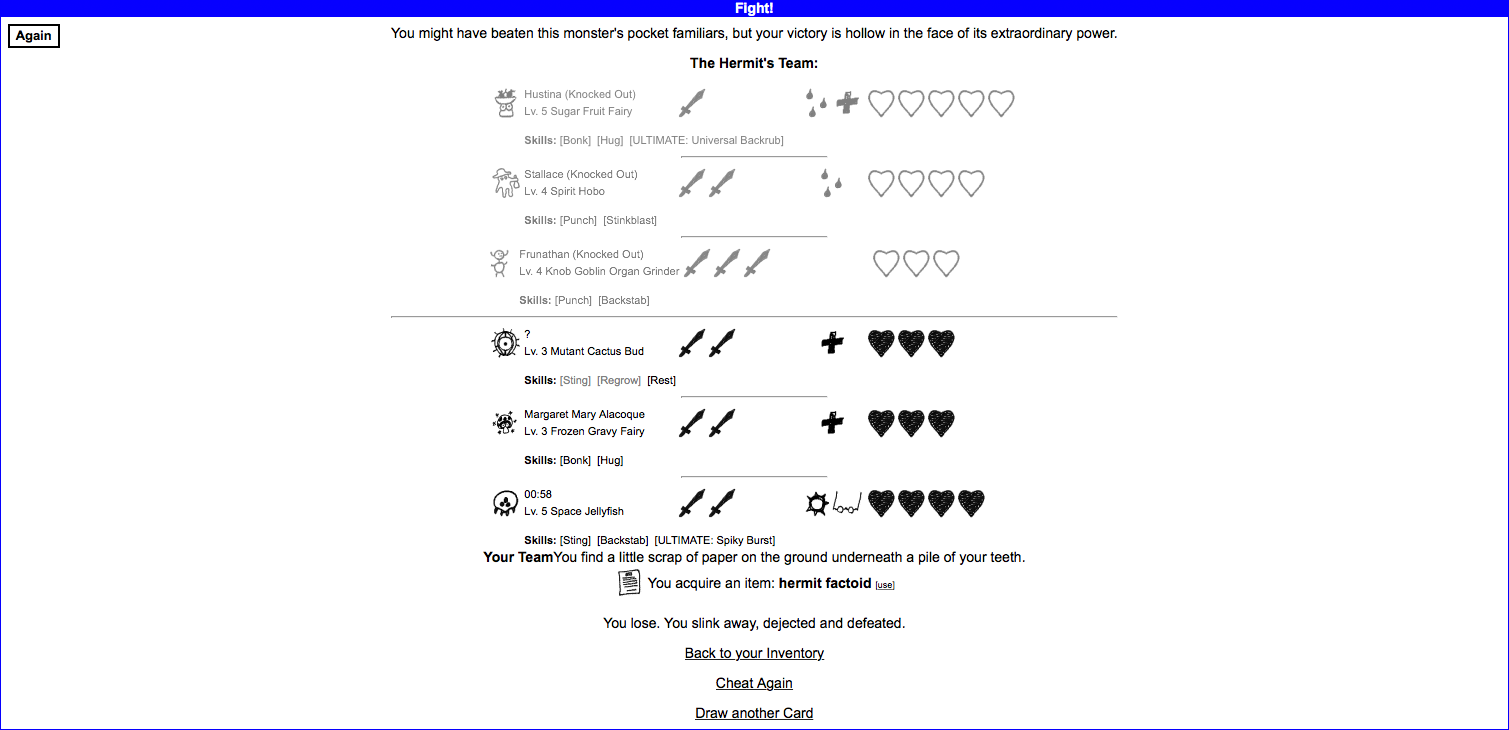 Fight!
Again
You might have beaten this monster's pocket familiars, but your victory is hollow in the face of its extraordinary power.
The Hermit's Team:
Hustina (Knocked Out)
Lv. 5 Sugar Fruit Fairy
Skills: [Bonk] [Hug] [ULTIMATE: Universal Backrub]
Stallace (Knocked Out)
Lv. 4 Spirit Hobo
Skills: [Punch] [Stinkblast]
Frunathan (Knocked Out)
Lv. 4 Knob Goblin Organ Grinder
Skills: [Punch] [Backstab]
?
Lv. 3 Mutant Cactus Bud
Skills: [Sting] [Regrow] [Rest]
Margaret Mary Alacoque
Lv. 3 Frozen Gravy Fairy
Skills: [Bonk] [Hug]
00:58
Lv. 5 Space Jellyfish
Skills: [Sting] [Backstab] [ULTIMATE: Spiky Burst]
Your TeamYou find a little scrap of paper on the ground underneath a pile of your teeth.
You acquire an item: hermit factoid [use]
You lose. You slink away, dejected and defeated.
Back to your Inventory
Cheat Again
Draw another Card